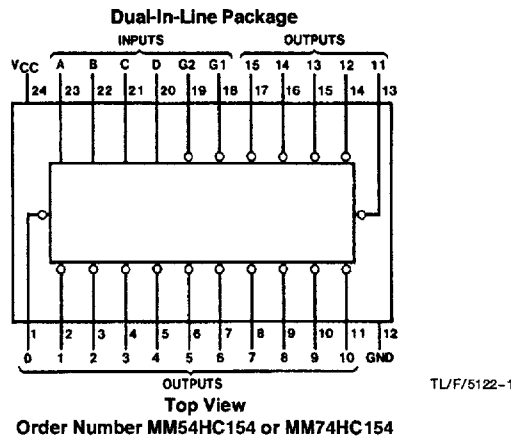 Dual-In-Line Package
INPUTS OUTPUTS
VCC A B C D G2 G1 15 14 13 12 11
24 23 22 21 20 19 18 17 16 15 14 13
1 2 3 4 5 6 7 8 9 10 11 12
0 1 2 3 4 5 6 7 8 9 10 GND
OUTPUTS
TL/F/5122-1
Top View
Order Number MM54HC154 or MM74HC154